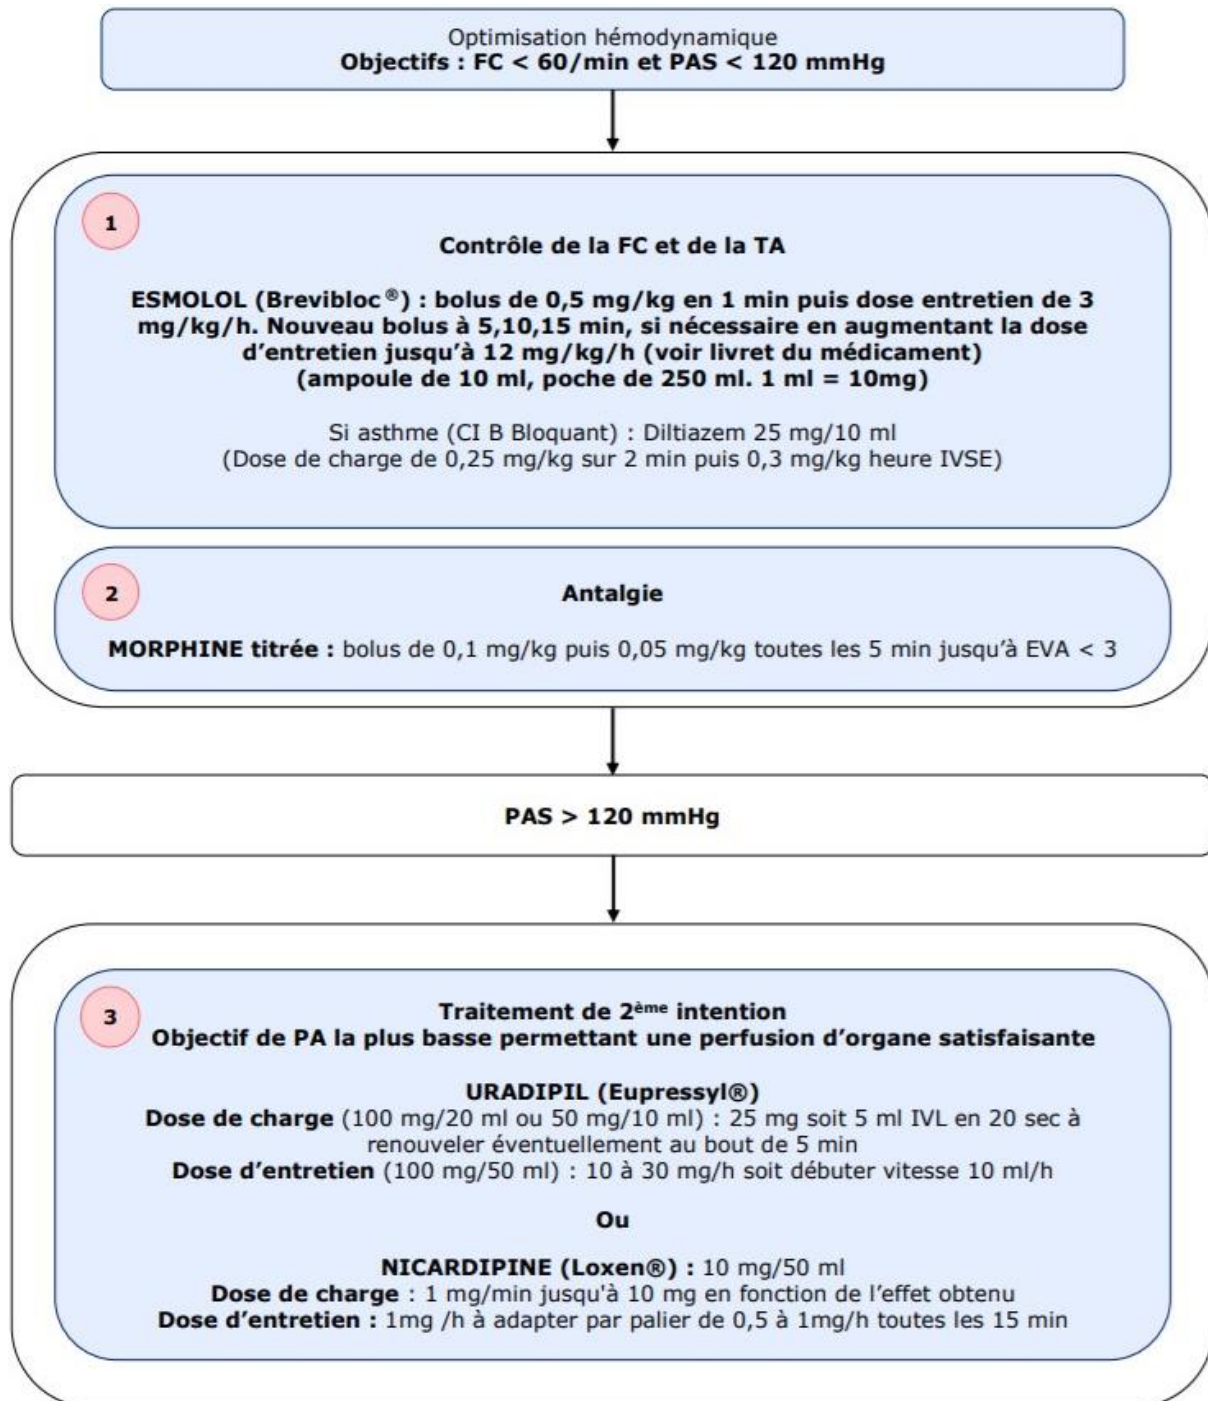 Optimisation hémodynamique
Objectifs : FC < 60/min et PAS < 120 mmHg
1
Contrôle de la FC et de la TA
ESMOLOL (Brevibloc ®) : bolus de 0,5 mg/kg en 1 min puis dose entretien de 3
mg/kg/h. Nouveau bolus à 5,10,15 min, si nécessaire en augmentant la dose
d’entretien jusqu’à 12 mg/kg/h (voir livret du médicament)
(ampoule de 10 ml, poche de 250 ml. 1 ml = 10mg)
Si asthme (CI B Bloquant) : Diltiazem 25 mg/10 ml
(Dose de charge de 0,25 mg/kg sur 2 min puis 0,3 mg/kg heure IVSE)
2
Antalgie
MORPHINE titrée : bolus de 0,1 mg/kg puis 0,05 mg/kg toutes les 5 min jusqu’à EVA < 3
PAS > 120 mmHg
3
Traitement de 2ème intention
Objectif de PA la plus basse permettant une perfusion d’organe satisfaisante
URADIPIL (Eupressyl®)
Dose de charge (100 mg/20 ml ou 50 mg/10 ml) : 25 mg soit 5 ml IVL en 20 sec à
renouveler éventuellement au bout de 5 min
Dose d’entretien (100 mg/50 ml) : 10 à 30 mg/h soit débuter vitesse 10 ml/h
Ou
NICARDIPINE (Loxen®) : 10 mg/50 ml
Dose de charge : 1 mg/min jusqu'à 10 mg en fonction de l’effet obtenu
Dose d’entretien : 1mg /h à adapter par palier de 0,5 à 1mg/h toutes les 15 min